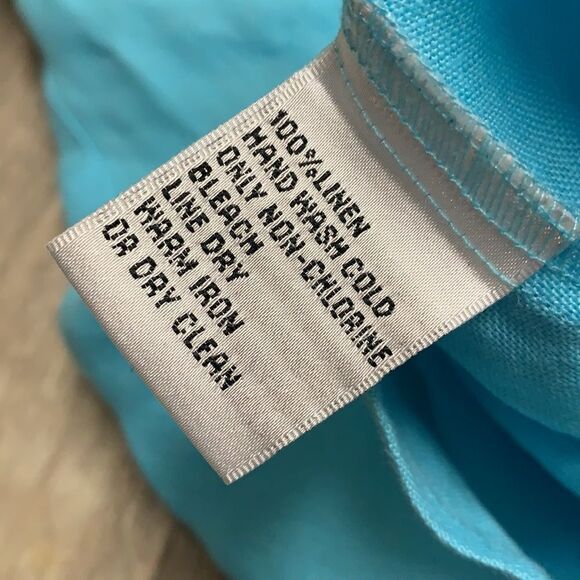 100%LINEN
HAND WASH COLD
ONLY NON-CHLORINE
BLEACH
LINE DRY
WARM IRON
OR DRY CLEAN